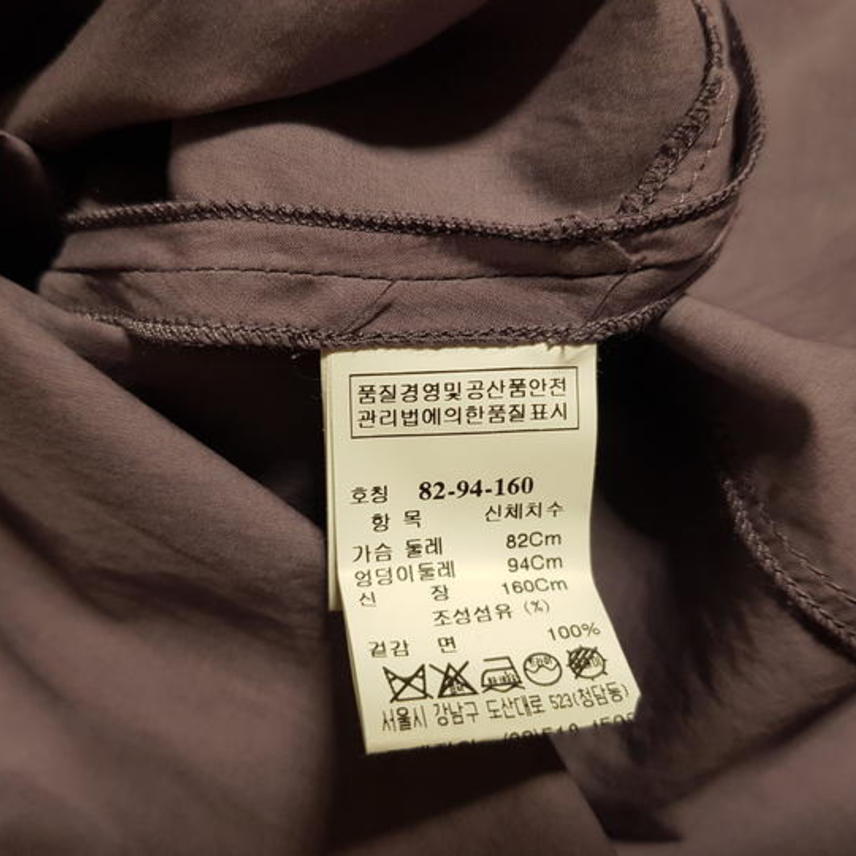 품질경영및공산품안전
관리법에의한품질표시
호칭 82-94-160
항 목 신체치수
가슴 둘레 82Cm
엉덩이둘레 94Cm
신 장 160Cm
조성섬유 (%)
겉감 면 100%
서울시 강남구 도산대로 523(청담동)